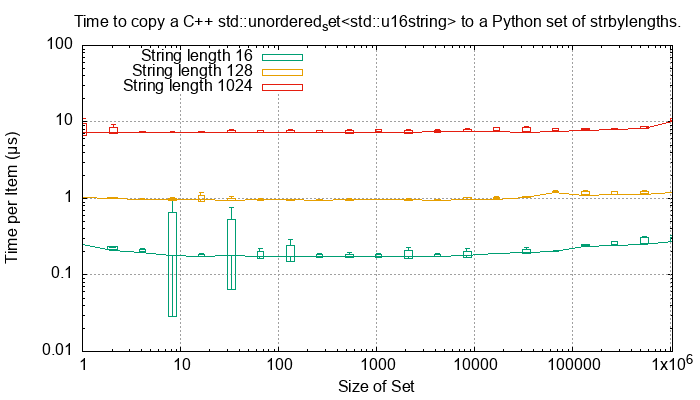 Time to copy a C++ std::unordered_set<std::u16string> to a Python set of strbylengths.
100
10
1
0.1
0.01
Time per Item (µs)
String length 16
String length 128
String length 1024
1 10 100 1000 10000 100000 1x10⁶
Size of Set